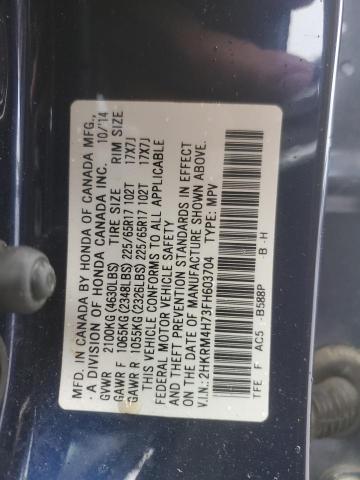 MFD. IN CANADA BY HONDA OF CANADA MFG.,
A DIVISION OF HONDA CANADA INC. 10/'14
GVWR 2100KG (4630LBS) TIRE SIZE RIM SIZE
GAWR F 1065KG (2348LBS) 225/65R17 102T 17X7J
GAWR R 1055KG (2326LBS) 225/65R17 102T 17X7J
THIS VEHICLE CONFORMS TO ALL APPLICABLE
FEDERAL MOTOR VEHICLE SAFETY
AND THEFT PREVENTION STANDARDS IN EFFECT
ON THE DATE OF MANUFACTURE SHOWN ABOVE.
V.I.N.: 2HKRM4H73FH603704 TYPE: MPV
TFE F AC5 -B588P B-H